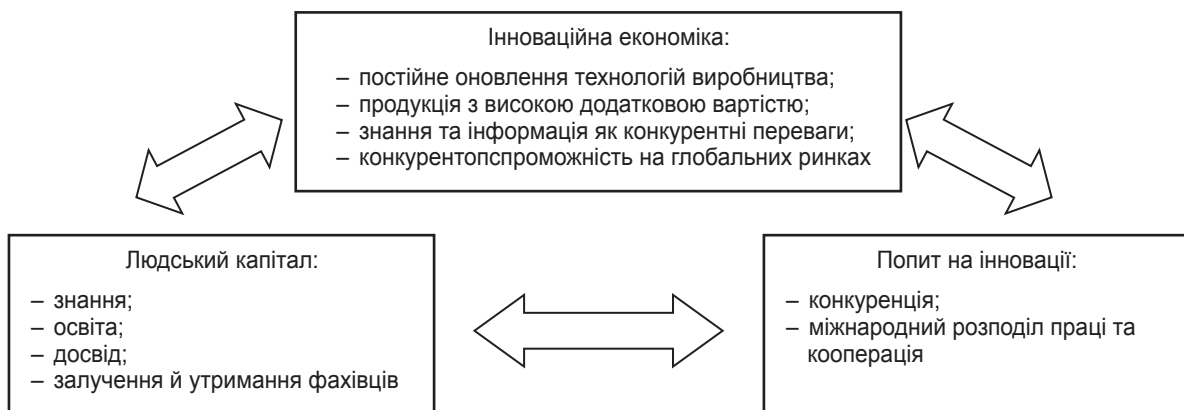 Інноваційна економіка:
– постійне оновлення технологій виробництва;
– продукція з високою додатковою вартістю;
– знання та інформація як конкурентні переваги;
– конкурентопспроможність на глобальних ринках
Людський капітал:
– знання;
– освіта;
– досвід;
– залучення й утримання фахівців
Попит на інновації:
– конкуренція;
– міжнародний розподіл праці та
кооперація